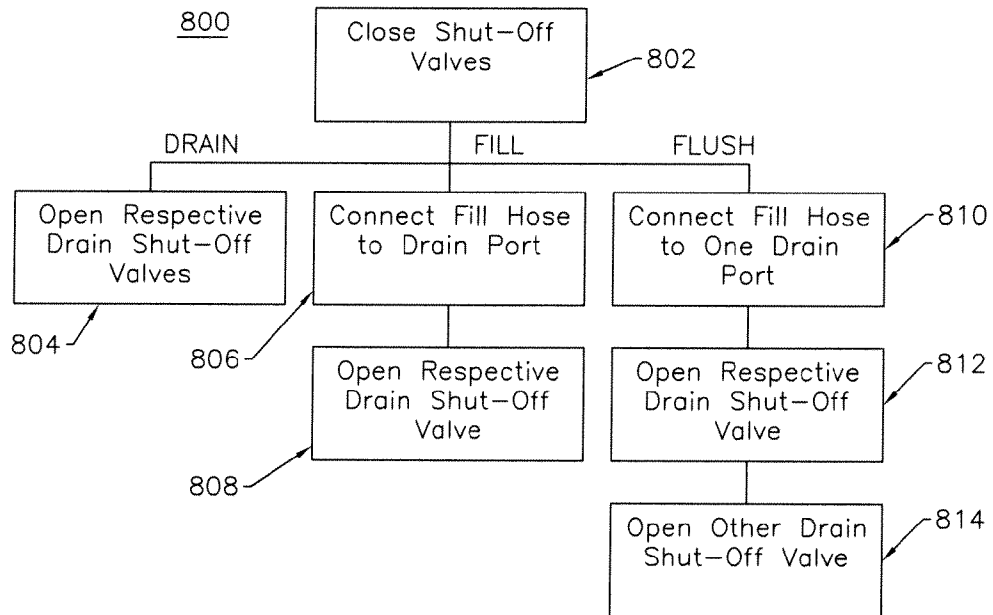 800
Close Shut-Off
Valves
802
DRAIN
FILL
FLUSH
Open Respective
Drain Shut-Off
Valves
804
Connect Fill Hose
to Drain Port
806
Connect Fill Hose
to One Drain
Port
810
Open Respective
Drain Shut-Off
Valve
808
Open Respective
Drain Shut-Off
Valve
812
Open Other Drain
Shut-Off Valve
814